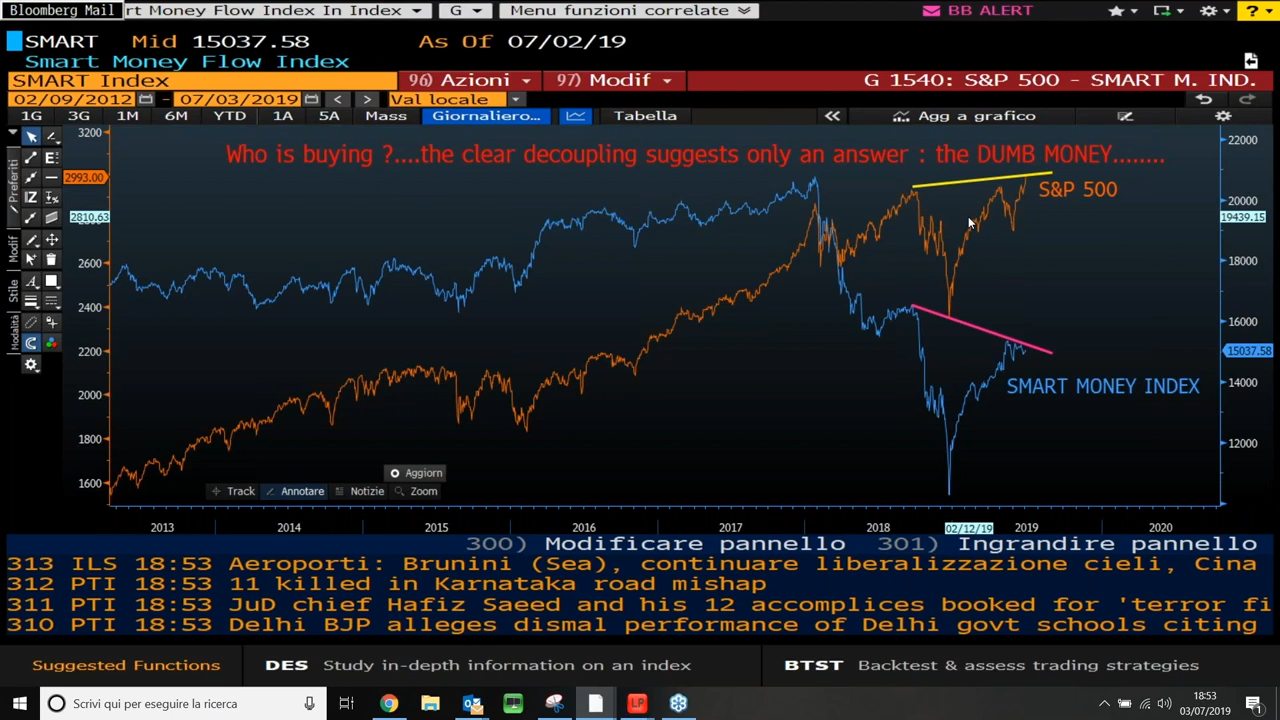 Bloomberg Mail rt Money Flow Index In Index G Menu funzioni correlate BB ALERT ?
SMART Mid 15037.58 As Of 07/02/19
Smart Money Flow Index
SMART Index 96) Azioni 97) Modif G 1540: S&P 500 - SMART M. IND.
02/09/2012 - 07/03/2019 < > Val locale
1G 3G 1M 6M YTD 1A 5A Mass Giornaliero... Tabella Agg a grafico
Who is buying ?....the clear decoupling suggests only an answer : the DUMB MONEY........
S&P 500
SMART MONEY INDEX
3200
2993.00
2810.63
2600
2400
2200
2000
1800
1600
22000
20000
19439.15
18000
16000
15037.58
14000
12000
Preferiti
Modif
Stile
Modalità
Aggiorn
Track Annotare Notizie Zoom
2013 2014 2015 2016 2017 2018 02/12/19 2019 2020
300) Modificare pannello 301) Ingrandire pannello
313 ILS 18:53 Aeroporti: Brunini (Sea), continuare liberalizzazione cieli, Cina
312 PTI 18:53 11 killed in Karnataka road mishap
311 PTI 18:53 JuD chief Hafiz Saeed and his 12 accomplices booked for 'terror fi
310 PTI 18:53 Delhi BJP alleges dismal performance of Delhi govt schools citing
Suggested Functions DES Study in-depth information on an index BTST Backtest & assess trading strategies
Scrivi qui per eseguire la ricerca LP 18:53
03/07/2019 1